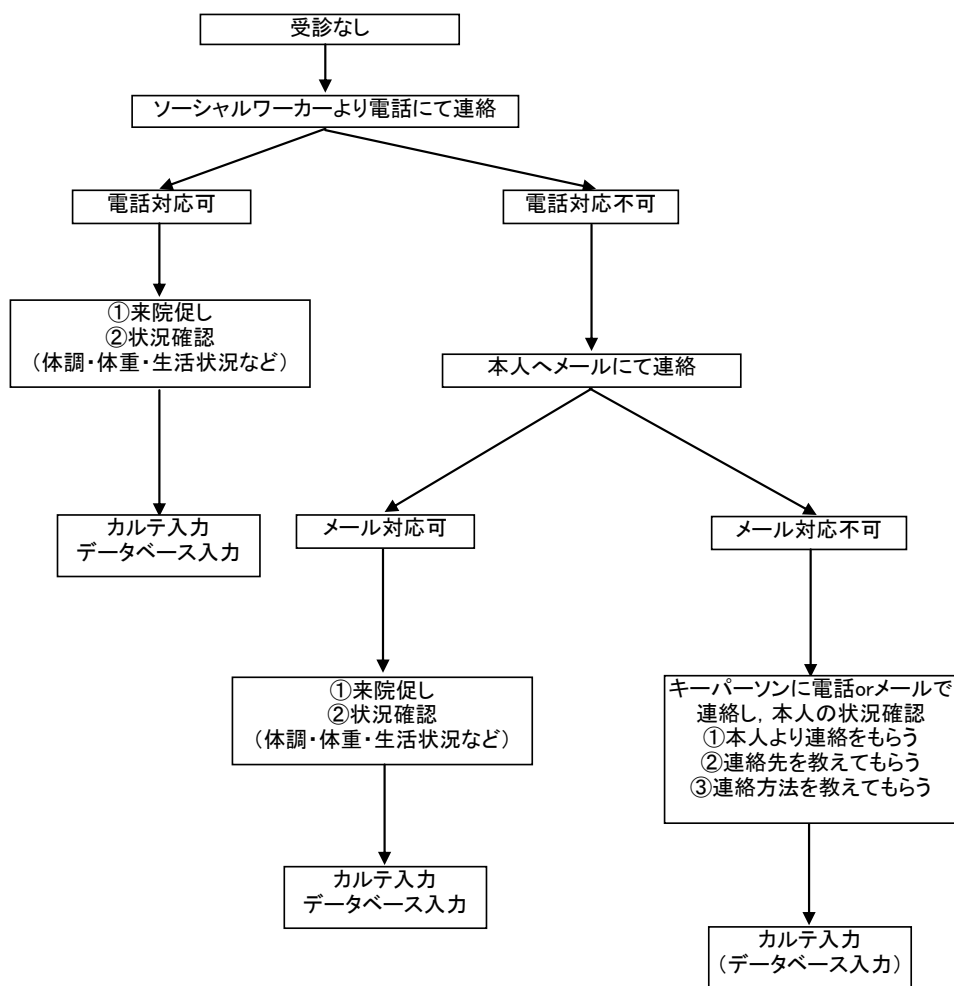 受診なし
ソーシャルワーカーより電話にて連絡
電話対応可
電話対応不可
①来院促し
②状況確認
（体調・体重・生活状況など）
本人へメールにて連絡
カルテ入力
データベース入力
メール対応可
メール対応不可
①来院促し
②状況確認
（体調・体重・生活状況など）
キーパーソンに電話orメールで
連絡し，本人の状況確認
①本人より連絡をもらう
②連絡先を教えてもらう
③連絡方法を教えてもらう
カルテ入力
データベース入力
カルテ入力
（データベース入力）